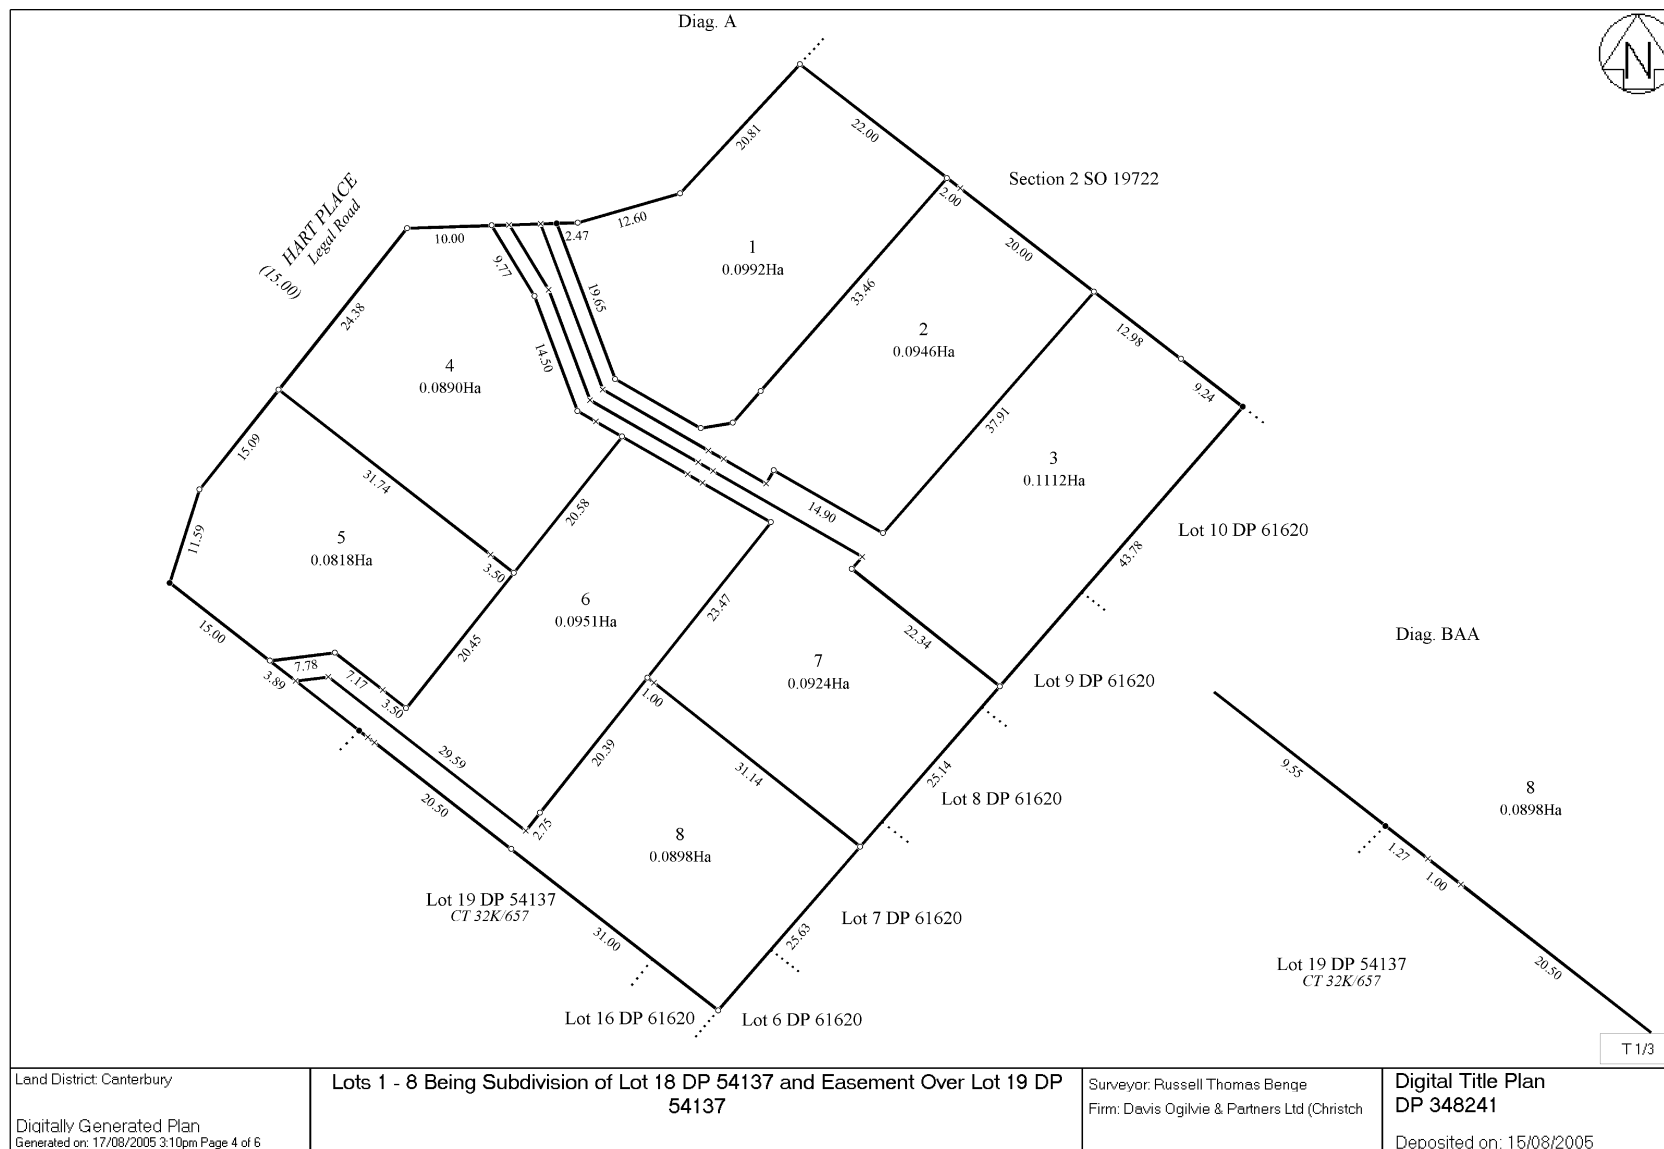 Diag. A
N
22.00
20.81
Section 2 SO 19722
HART PLACE
Legal Road
(15.00)
2.00
10.00
2.47
12.60
1
0.0992Ha
20.00
9.77
19.65
33.46
24.38
2
0.0946Ha
12.98
14.50
4
0.0890Ha
9.24
15.09
37.91
3
0.1112Ha
31.74
14.90
20.58
Lot 10 DP 61620
11.59
5
0.0818Ha
43.78
3.50
6
0.0951Ha
23.47
15.00
22.34
Diag. BAA
20.45
7.78
7.17
7
0.0924Ha
Lot 9 DP 61620
3.89
3.50
1.00
29.59
20.39
31.14
25.14
9.55
8
0.0898Ha
Lot 8 DP 61620
20.50
2.75
8
0.0898Ha
1.27
1.00
Lot 19 DP 54137
CT 32K/657
Lot 7 DP 61620
31.00
25.63
Lot 19 DP 54137
CT 32K/657
20.50
Lot 16 DP 61620
Lot 6 DP 61620
T 1/3
Land District: Canterbury
Digitally Generated Plan
Generated on: 17/08/2005 3:10pm Page 4 of 6
Lots 1 - 8 Being Subdivision of Lot 18 DP 54137 and Easement Over Lot 19 DP
54137
Surveyor: Russell Thomas Benge
Firm: Davis Ogilvie & Partners Ltd (Christch
Digital Title Plan
DP 348241
Deposited on: 15/08/2005